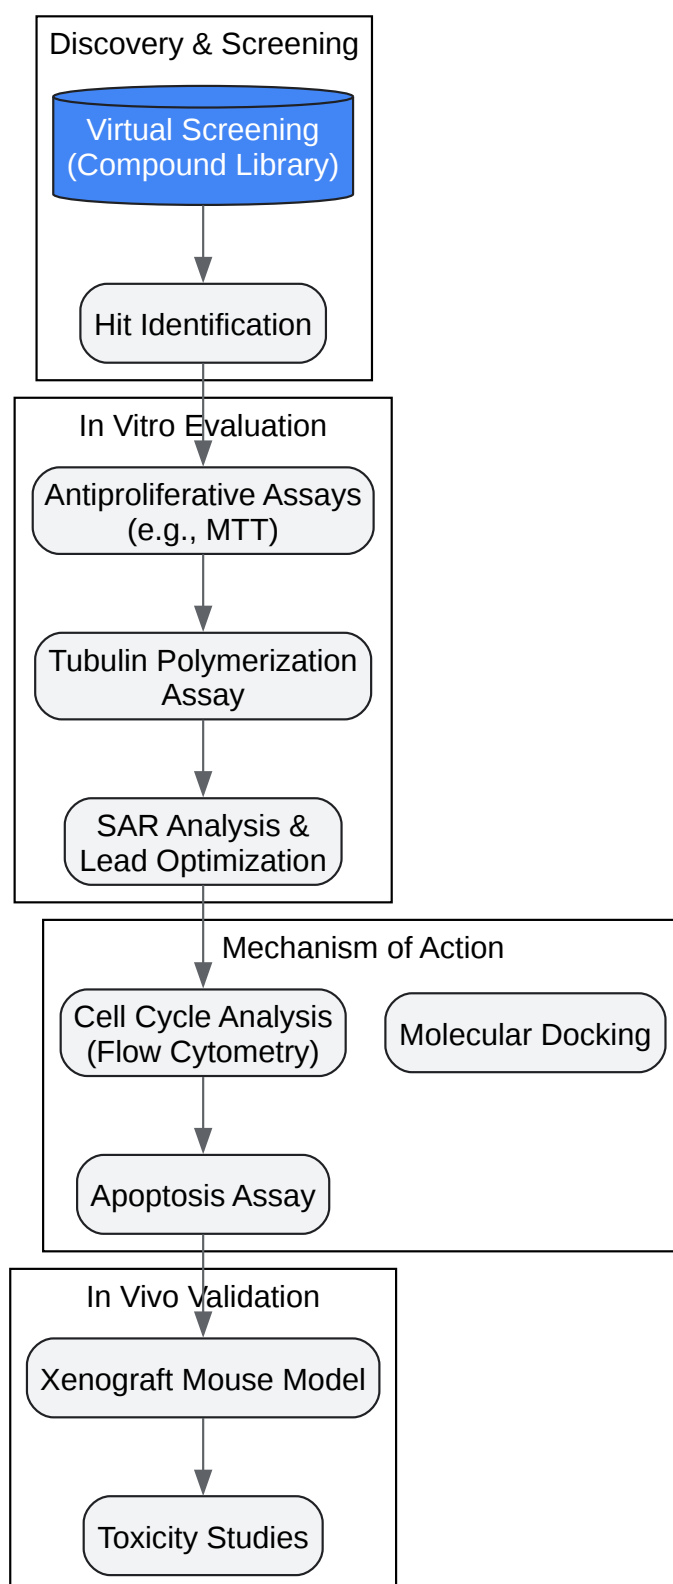 Discovery & Screening
Virtual Screening
(Compound Library)
Hit Identification
In Vitro Evaluation
Antiproliferative Assays
(e.g., MTT)
Tubulin Polymerization
Assay
SAR Analysis &
Lead Optimization
Mechanism of Action
Cell Cycle Analysis
(Flow Cytometry)
Molecular Docking
Apoptosis Assay
In Vivo Validation
Xenograft Mouse Model
Toxicity Studies